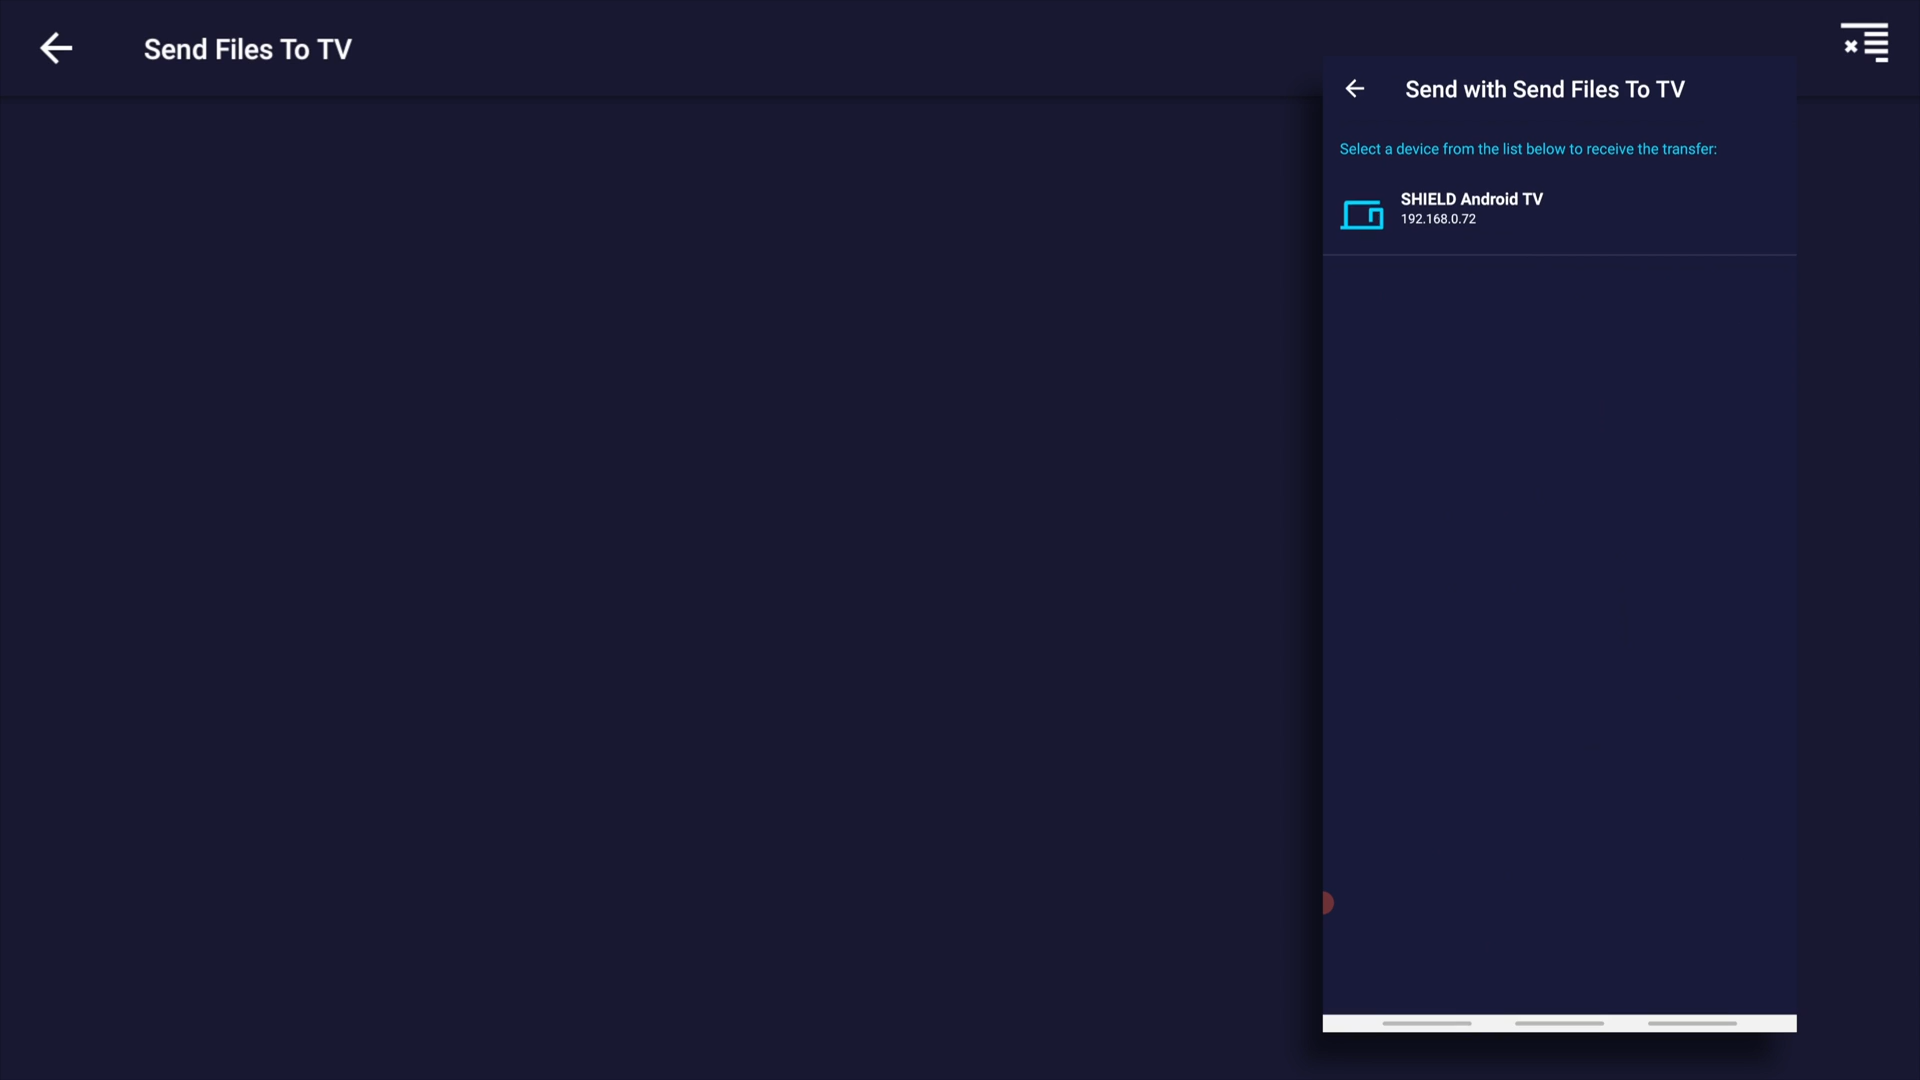 Send Files To TV
Send with Send Files To TV
Select a device from the list below to receive the transfer:
SHIELD Android TV
192.168.0.72